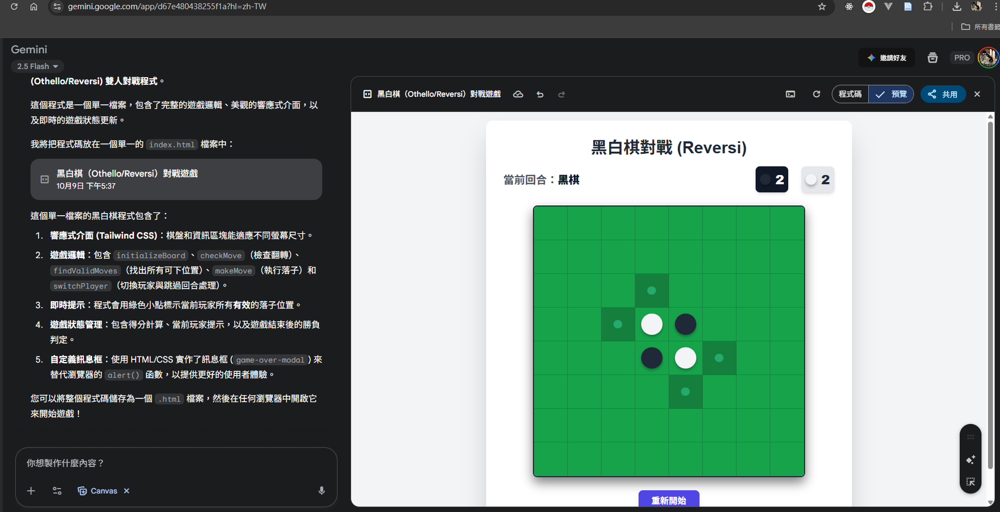 gemini.google.com/app/d67e480438255f1a?hl=zh-TW
所有書籤
Gemini
2.5 Flash
邀請好友
PRO
(Othello/Reversi) 雙人對戰程式。
這個程式是一個單一檔案，包含了完整的遊戲邏輯、美觀的響應式介面，以
及即時的遊戲狀態更新。
我將把程式碼放在一個單一的 index.html 檔案中：
黑白棋（Othello/Reversi）對戰遊戲
10月9日 下午5:37
這個單一檔案的黑白棋程式包含了：
1. 響應式介面 (Tailwind CSS)：棋盤和資訊區塊能適應不同螢幕尺寸。
2. 遊戲邏輯：包含 initializeBoard、checkMove（檢查翻轉）、
findValidMoves（找出所有可下位置）、makeMove（執行落子）和
switchPlayer（切換玩家與跳過回合處理）。
3. 即時提示：程式會用綠色小點標示當前玩家所有有效的落子位置。
4. 遊戲狀態管理：包含得分計算、當前玩家提示，以及遊戲結束後的勝負
判定。
5. 自定義訊息框：使用 HTML/CSS 實作了訊息框 (game-over-modal) 來
替代瀏覽器的 alert() 函數，以提供更好的使用者體驗。
您可以將整個程式碼儲存為一個 .html 檔案，然後在任何瀏覽器中開啟它
來開始遊戲！
你想製作什麼內容？
Canvas
黑白棋（Othello/Reversi）對戰遊戲
程式碼
預覽
共用
黑白棋對戰 (Reversi)
當前回合：黑棋
2
2
重新開始